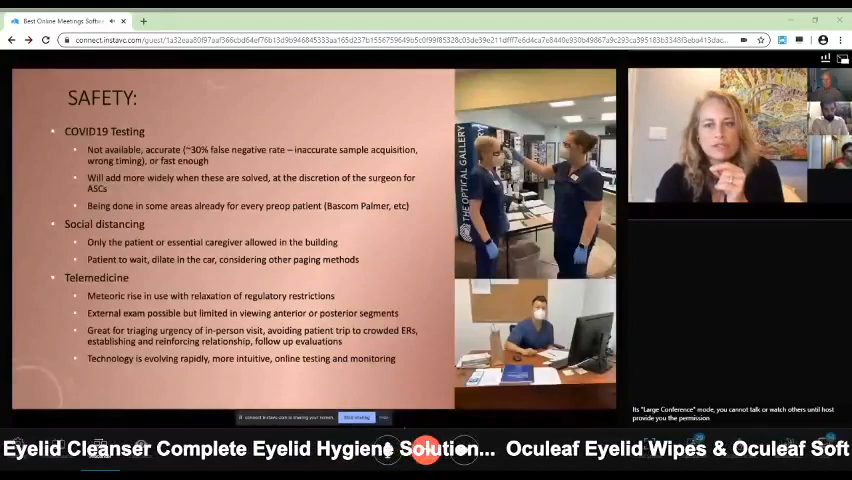 Best Online Meetings Softw
connect.instavc.com/guest/
SAFETY:
• COVID19 Testing
• Not available, accurate (~30% false negative rate – inaccurate sample acquisition,
wrong timing), or fast enough
• Will add more widely when these are solved, at the discretion of the surgeon for
ASCs
• Being done in some areas already for every preop patient (Bascom Palmer, etc)
• Social distancing
• Only the patient or essential caregiver allowed in the building
• Patient to wait, dilate in the car, considering other paging methods
• Telemedicine
• Meteoric rise in use with relaxation of regulatory restrictions
• External exam possible but limited in viewing anterior or posterior segments
• Great for triaging urgency of in-person visit, avoiding patient trip to crowded ERs,
establishing and reinforcing relationship, follow up evaluations
• Technology is evolving rapidly, more intuitive, online testing and monitoring
THE OPTICAL GALLERY
connect.instavc.com is sharing your screen.
Stop sharing
Hide
Its "Large Conference" mode, you cannot talk or watch others until host
provide you the permission
Eyelid Cleanser Complete Eyelid Hygiene Solution... Oculeaf Eyelid Wipes & Oculeaf Soft